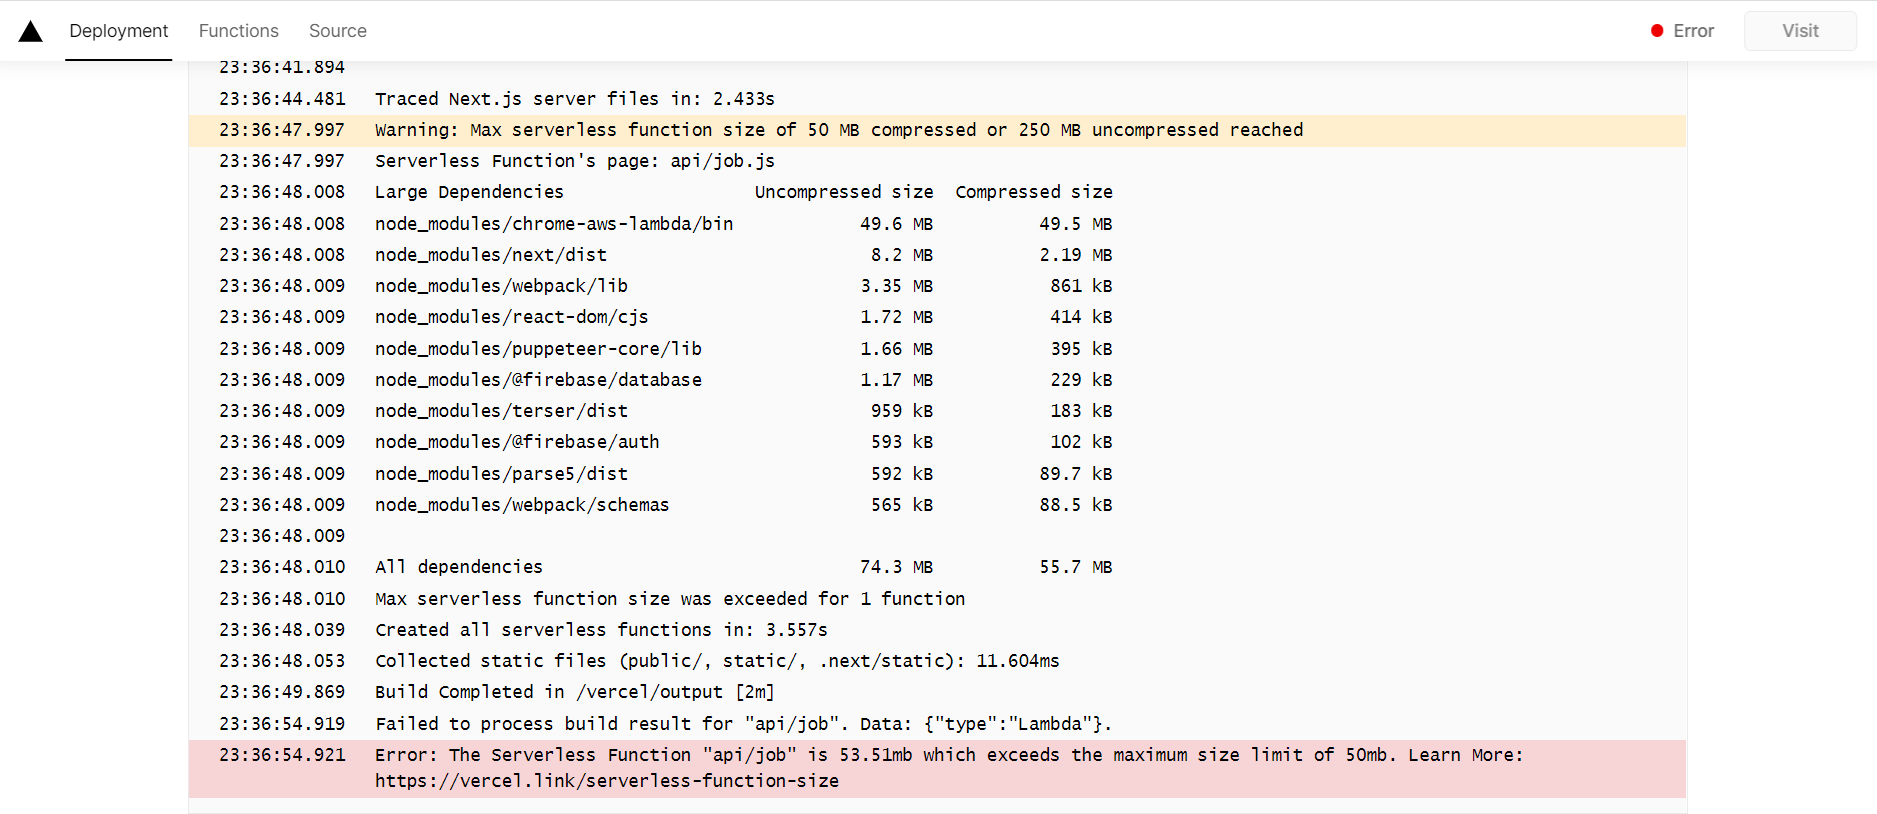 Deployment Functions Source Error Visit
23:36:41.894
23:36:44.481 Traced Next.js server files in: 2.433s
23:36:47.997 Warning: Max serverless function size of 50 MB compressed or 250 MB uncompressed reached
23:36:47.997 Serverless Function's page: api/job.js
23:36:48.008 Large Dependencies Uncompressed size Compressed size
23:36:48.008 node_modules/chrome-aws-lambda/bin 49.6 MB 49.5 MB
23:36:48.008 node_modules/next/dist 8.2 MB 2.19 MB
23:36:48.009 node_modules/webpack/lib 3.35 MB 861 kB
23:36:48.009 node_modules/react-dom/cjs 1.72 MB 414 kB
23:36:48.009 node_modules/puppeteer-core/lib 1.66 MB 395 kB
23:36:48.009 node_modules/@firebase/database 1.17 MB 229 kB
23:36:48.009 node_modules/terser/dist 959 kB 183 kB
23:36:48.009 node_modules/@firebase/auth 593 kB 102 kB
23:36:48.009 node_modules/parse5/dist 592 kB 89.7 kB
23:36:48.009 node_modules/webpack/schemas 565 kB 88.5 kB
23:36:48.009
23:36:48.010 All dependencies 74.3 MB 55.7 MB
23:36:48.010 Max serverless function size was exceeded for 1 function
23:36:48.039 Created all serverless functions in: 3.557s
23:36:48.053 Collected static files (public/, static/, .next/static): 11.604ms
23:36:49.869 Build Completed in /vercel/output [2m]
23:36:54.919 Failed to process build result for "api/job". Data: {"type":"Lambda"}.
23:36:54.921 Error: The Serverless Function "api/job" is 53.51mb which exceeds the maximum size limit of 50mb. Learn More:
https://vercel.link/serverless-function-size